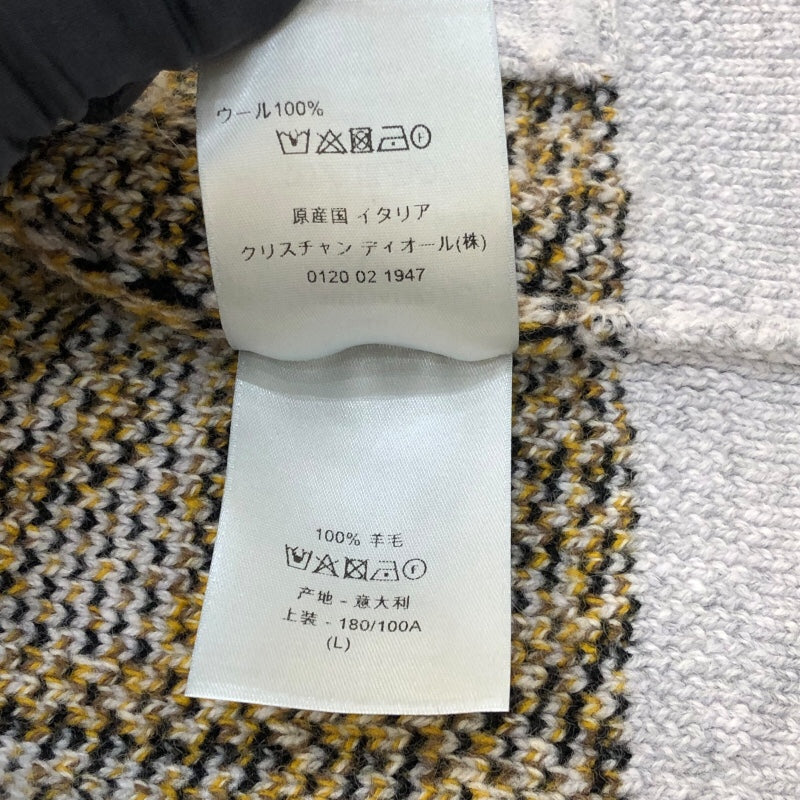 ウール100%
原産国 イタリア
クリスチャン ディオール(株)
0120 02 1947
100% 羊毛
产地 - 意大利
上装 - 180/100A
(L)